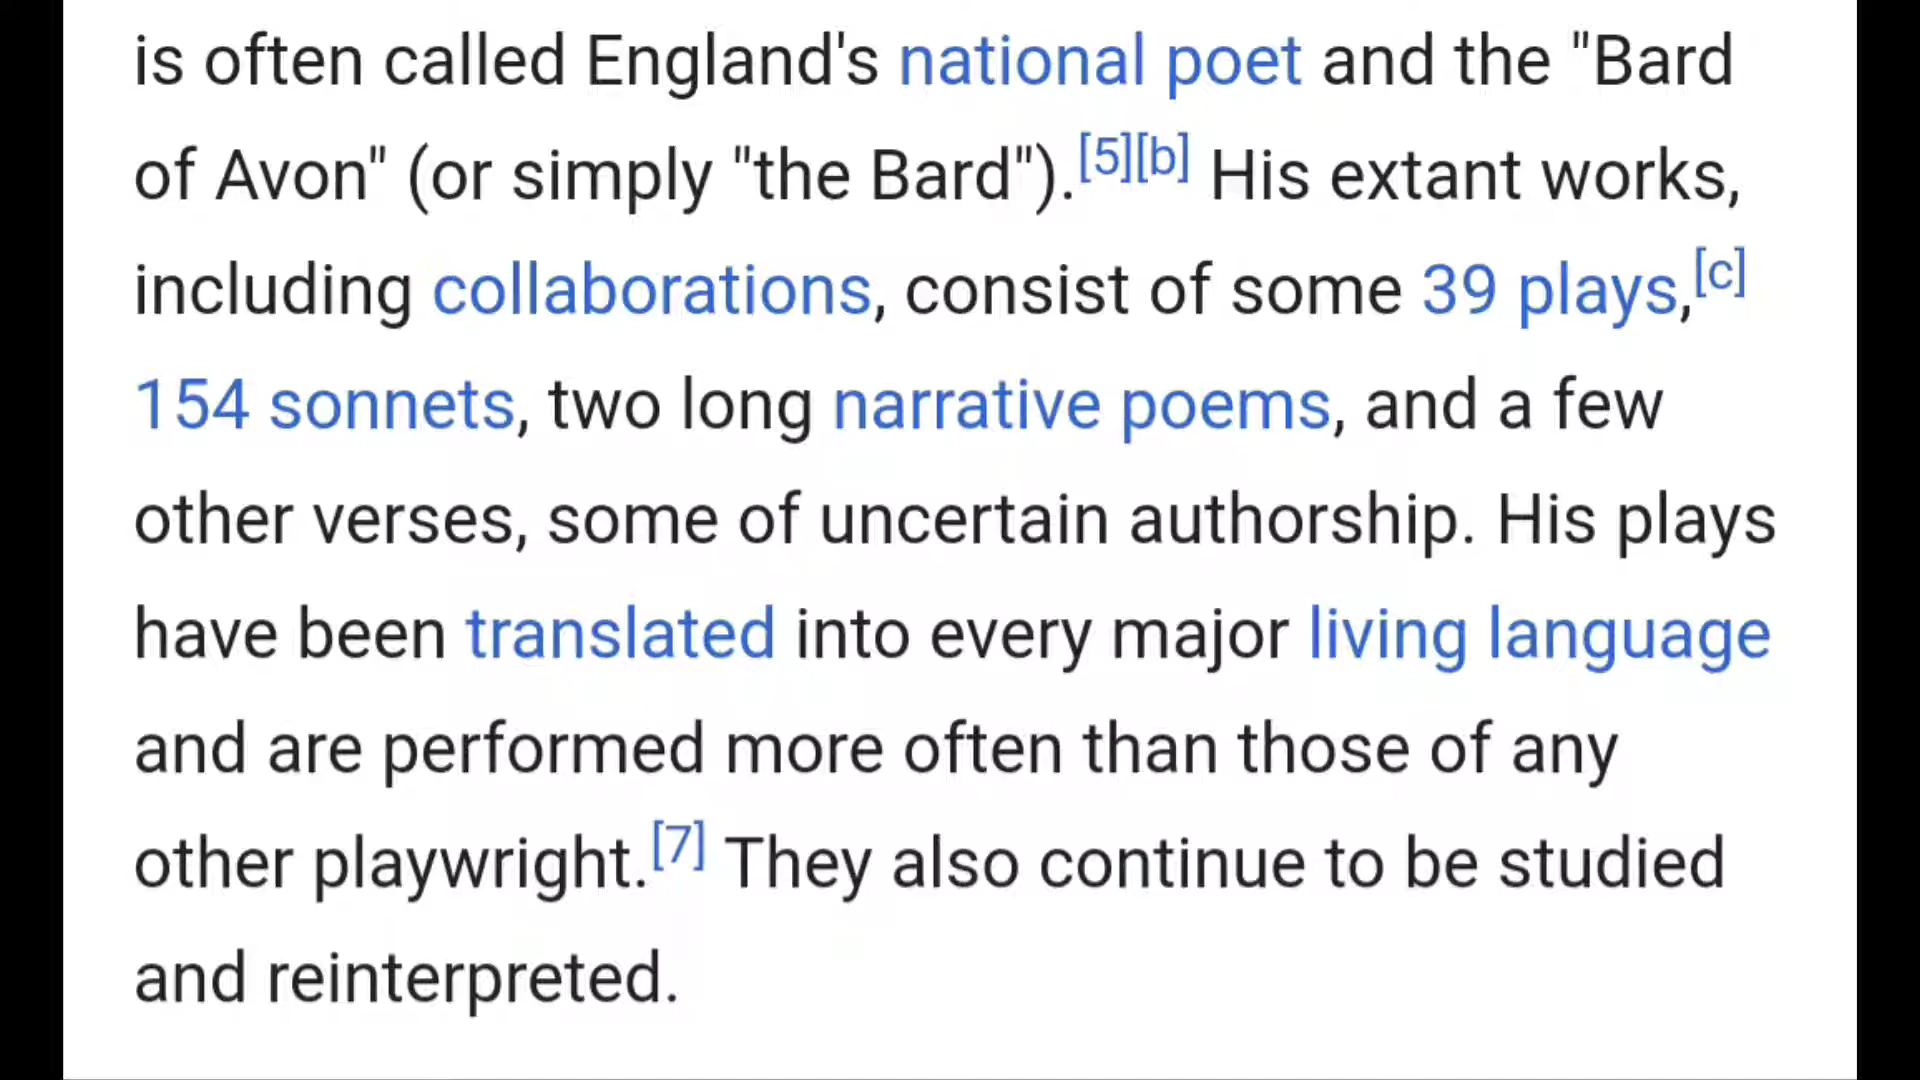 is often called England's national poet and the "Bard
of Avon" (or simply "the Bard").[5][b] His extant works,
including collaborations, consist of some 39 plays,[c]
154 sonnets, two long narrative poems, and a few
other verses, some of uncertain authorship. His plays
have been translated into every major living language
and are performed more often than those of any
other playwright.[7] They also continue to be studied
and reinterpreted.